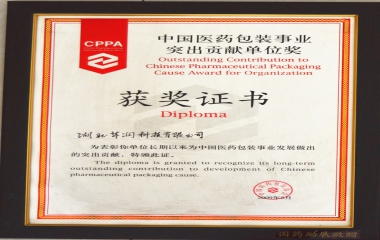 CPPA
中国医药包装事业
突出贡献单位奖
Outstanding Contribution to
Chinese Pharmaceutical Packaging
Cause Award for Organization
获奖证书
Diploma
科技有限公司
为表彰你单位长期以来为中国医药包装事业发展做出
的突出贡献，特颁此证。
The diploma is granted to recognize its long-term
outstanding contribution to development of Chinese
pharmaceutical packaging cause.